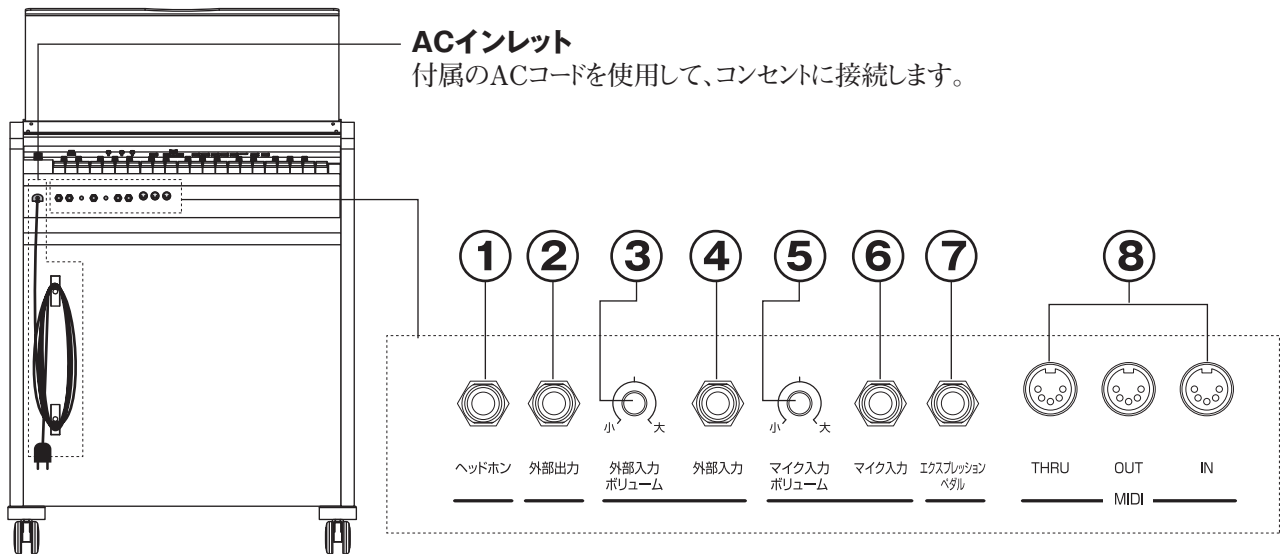 ACインレット
付属のACコードを使用して、コンセントに接続します。
① ② ③ ④ ⑤ ⑥ ⑦ ⑧
小 大 小 大
ヘッドホン
外部出力
外部入力
ボリューム
外部入力
マイク入力
ボリューム
マイク入力
エクスプレッション
ペダル
THRU OUT IN
MIDI